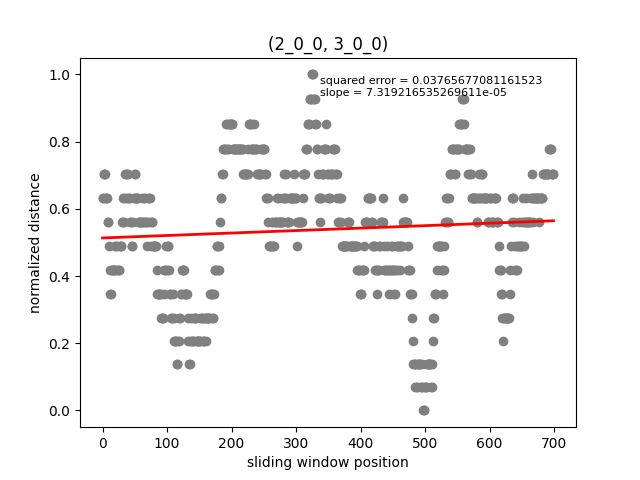 (2_0_0, 3_0_0)
squared error = 0.03765677081161523
slope = 7.319216535269611e-05
normalized distance
1.0
0.8
0.6
0.4
0.2
0.0
0 100 200 300 400 500 600 700
sliding window position